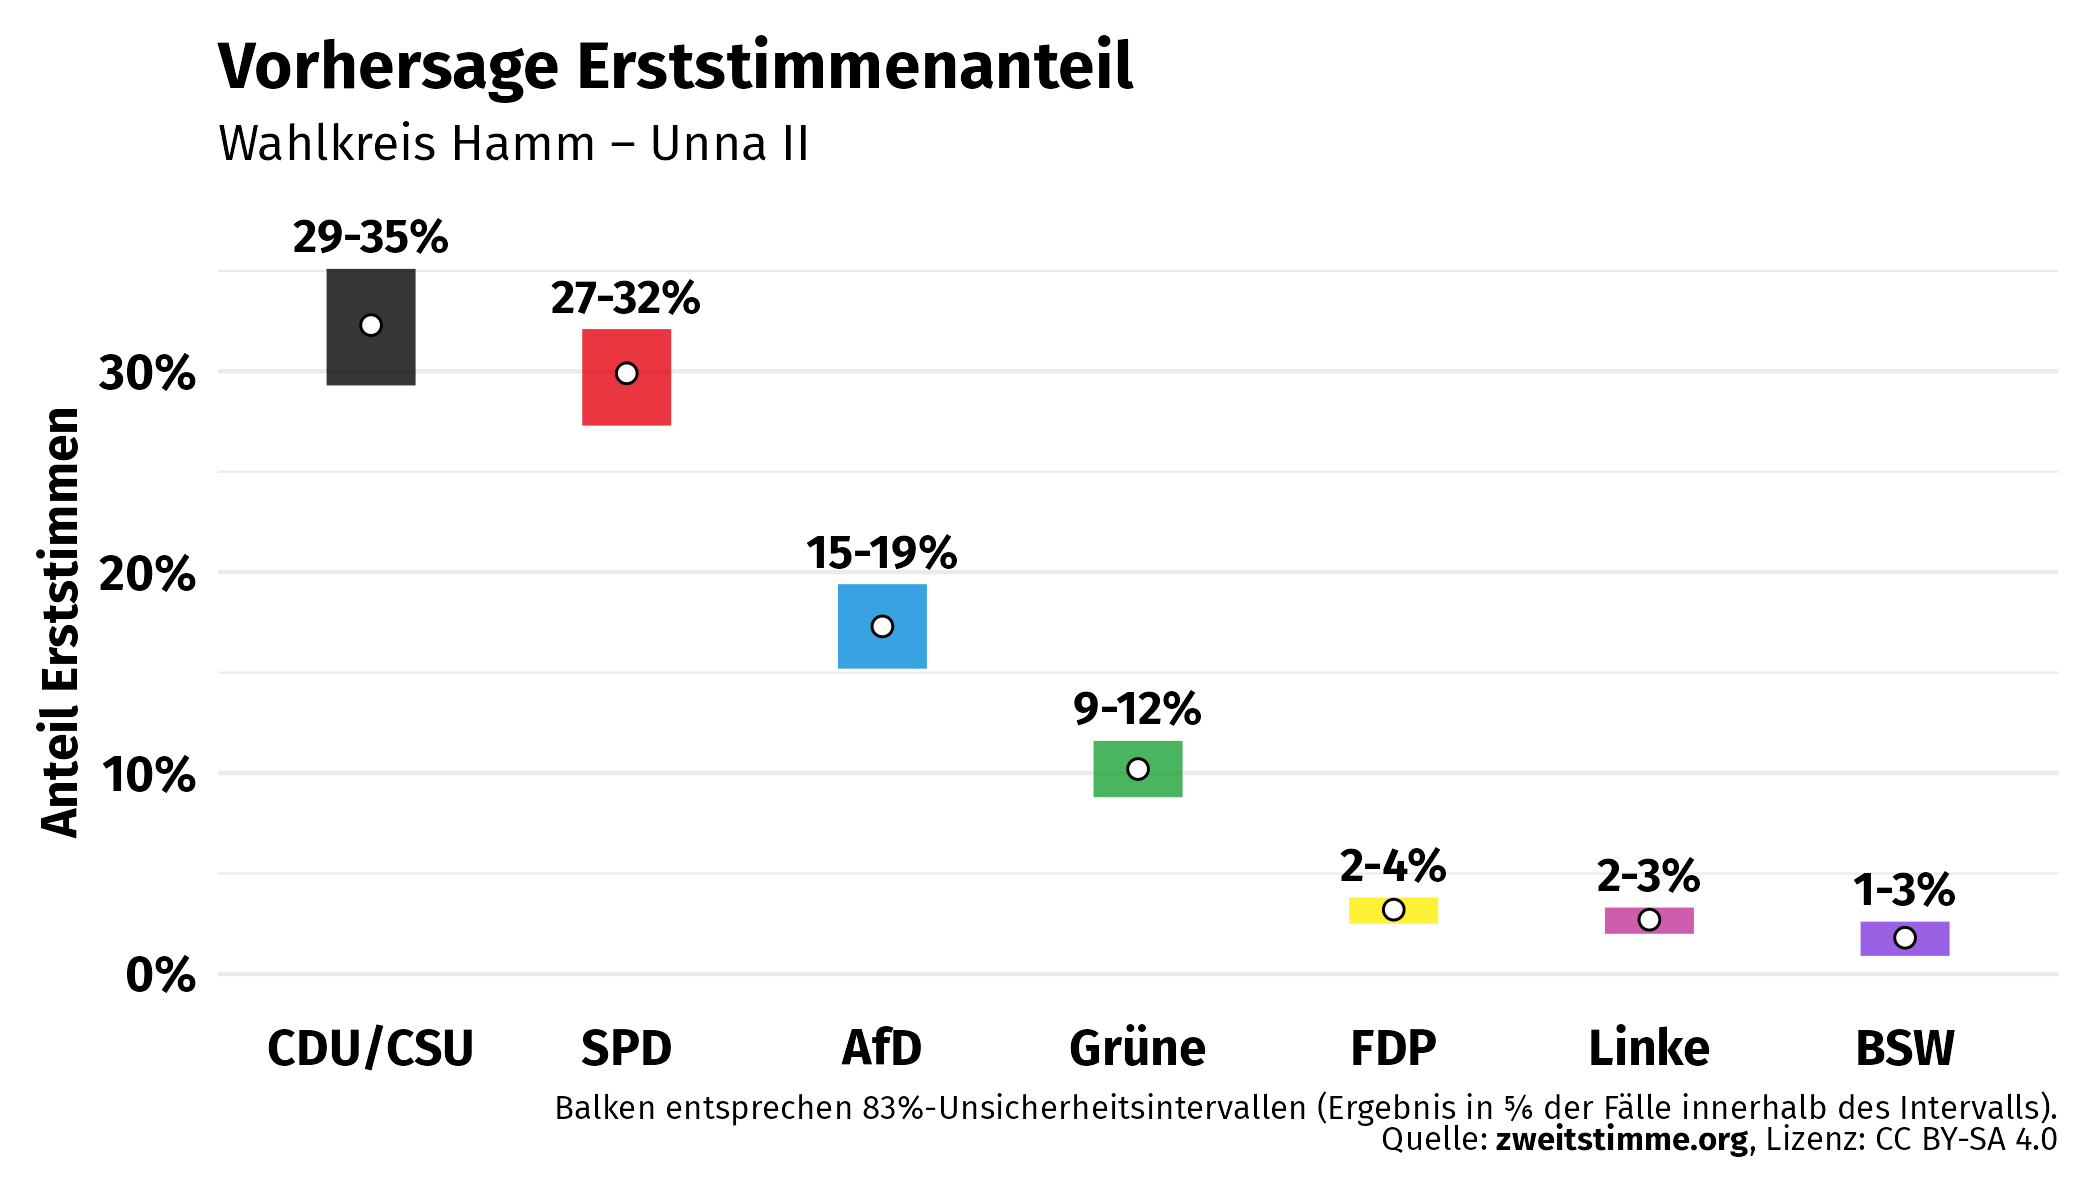 Vorhersage Erststimmenanteil
Wahlkreis Hamm – Unna II
29-35%
27-32%
30%
Anteil Erststimmen
15-19%
20%
9-12%
10%
2-4%
2-3%
1-3%
0%
CDU/CSU SPD AfD Grüne FDP Linke BSW
Balken entsprechen 83%-Unsicherheitsintervallen (Ergebnis in ⅚ der Fälle innerhalb des Intervalls).
Quelle: zweitstimme.org, Lizenz: CC BY-SA 4.0